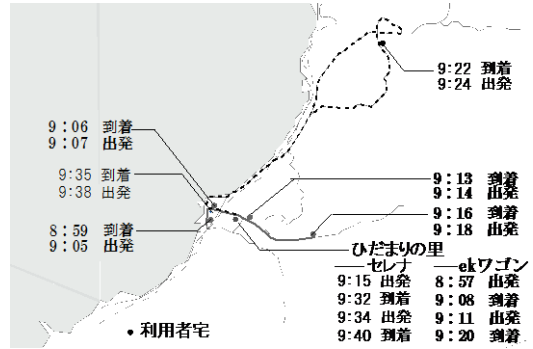 9:22 到着
9:24 出発
9：06 到着
9：07 出発
9:35 到着
9:38 出発
8：59 到着
9：05 出発
9：13 到着
9：14 出発
9：16 到着
9：18 出発
ひだまりの里
セレナ
9:15 出発
9:32 到着
9:34 出発
9:40 到着
ekワゴン
8：57 出発
9：08 到着
9：11 出発
9：20 到着
• 利用者宅